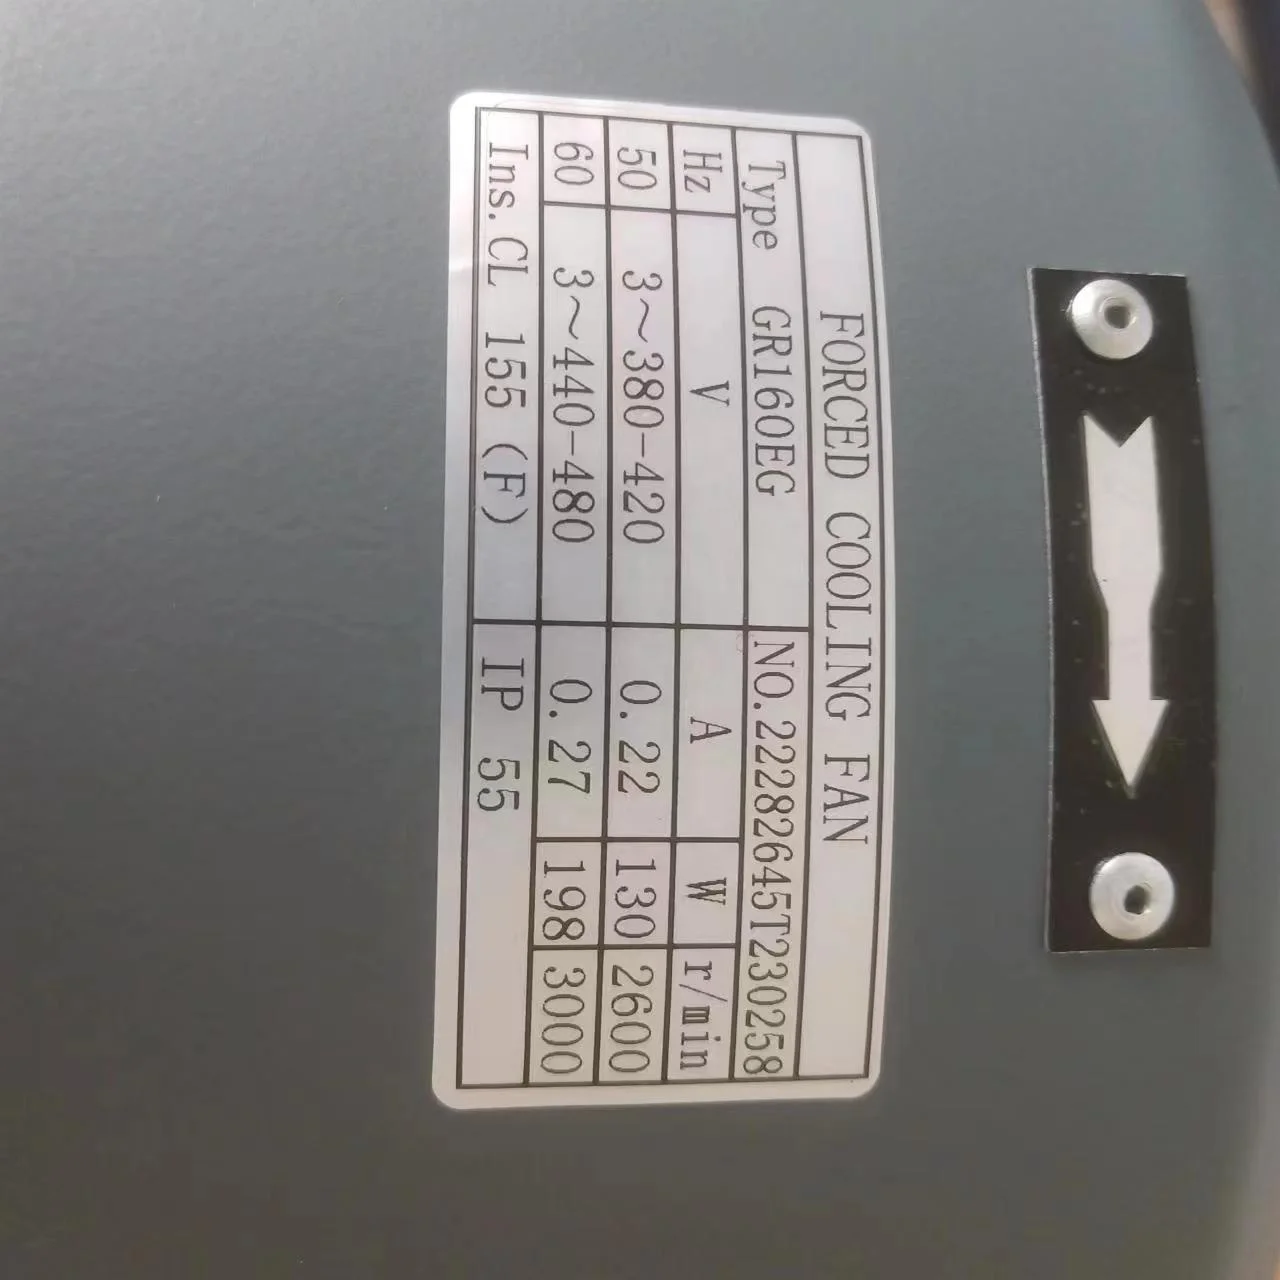 FORCED COOLING FAN
Type GR160EG NO.22282645T230258
Hz V A W r/min
50 3～380-420 0.22 130 2600
60 3～440-480 0.27 198 3000
Ins.CL 155 (F) IP 55